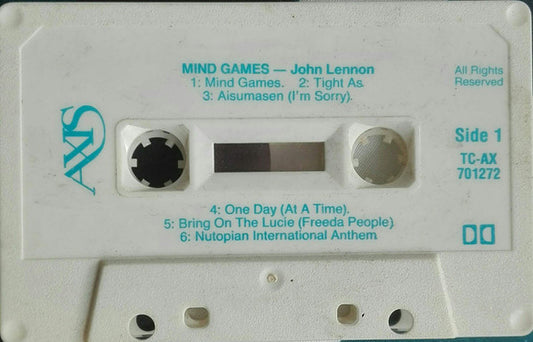 MIND GAMES — John Lennon
1: Mind Games. 2: Tight As.
3: Aisumasen (I'm Sorry).
All Rights
Reserved
AXIS
Side 1
TC-AX
701272
4: One Day (At A Time).
5: Bring On The Lucie (Freeda People)
6: Nutopian International Anthem